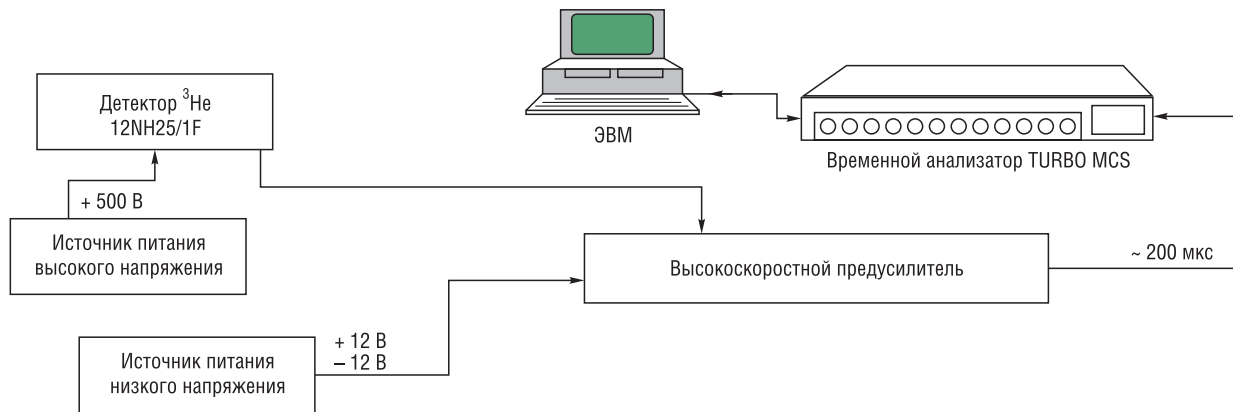 Детектор ³He
12NH25/1F
+ 500 В
Источник питания
высокого напряжения
ЭВМ
Временной анализатор TURBO MCS
Высокоскоростной предусилитель
~ 200 мкс
+ 12 В
– 12 В
Источник питания
низкого напряжения